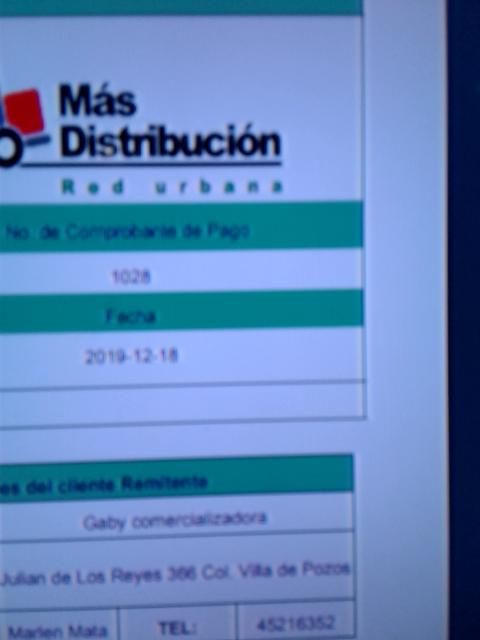 Más
Distribución
Red urbana
No. de Comprobante de Pago
1028
Fecha
2019-12-18
es del cliente Remitente
Gaby comercializadora
Julian de Los Reyes 366 Col. Villa de Pozos
Marlen Mata TEL: 45216352